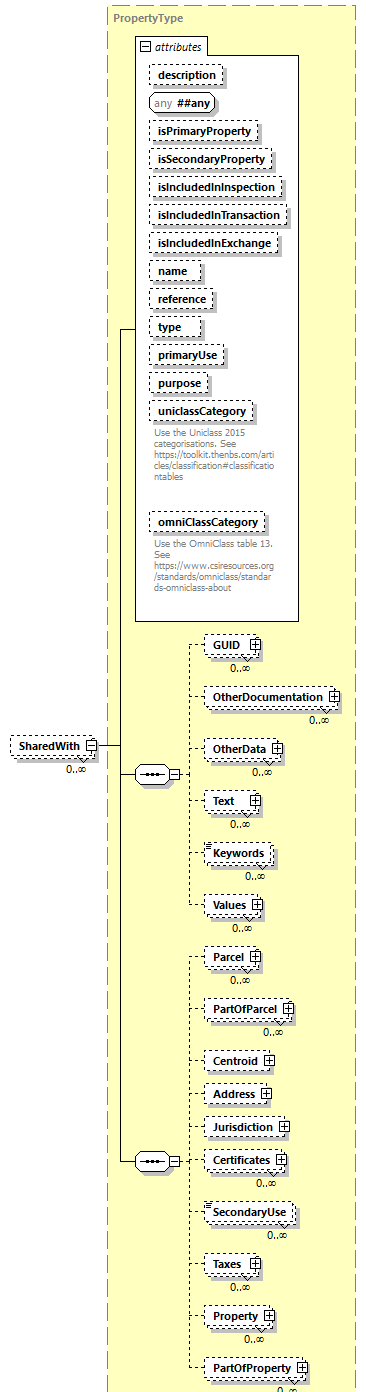 PropertyType
attributes
description
any ##any
isPrimaryProperty
isSecondaryProperty
isIncludedInInspection
isIncludedInTransaction
isIncludedInExchange
name
reference
type
primaryUse
purpose
uniclassCategory
Use the Uniclass 2015
categorisations. See
https://toolkit.thenbs.com/arti
cles/classification#classificatio
ntables
omniClassCategory
Use the OmniClass table 13.
See
https://www.csiresources.org
/standards/omniclass/standar
ds-omniclass-about
GUID
0..∞
OtherDocumentation
0..∞
SharedWith
0..∞
OtherData
0..∞
Text
0..∞
Keywords
0..∞
Values
0..∞
Parcel
0..∞
PartOfParcel
0..∞
Centroid
Address
Jurisdiction
Certificates
0..∞
SecondaryUse
0..∞
Taxes
0..∞
Property
0..∞
PartOfProperty
0..∞